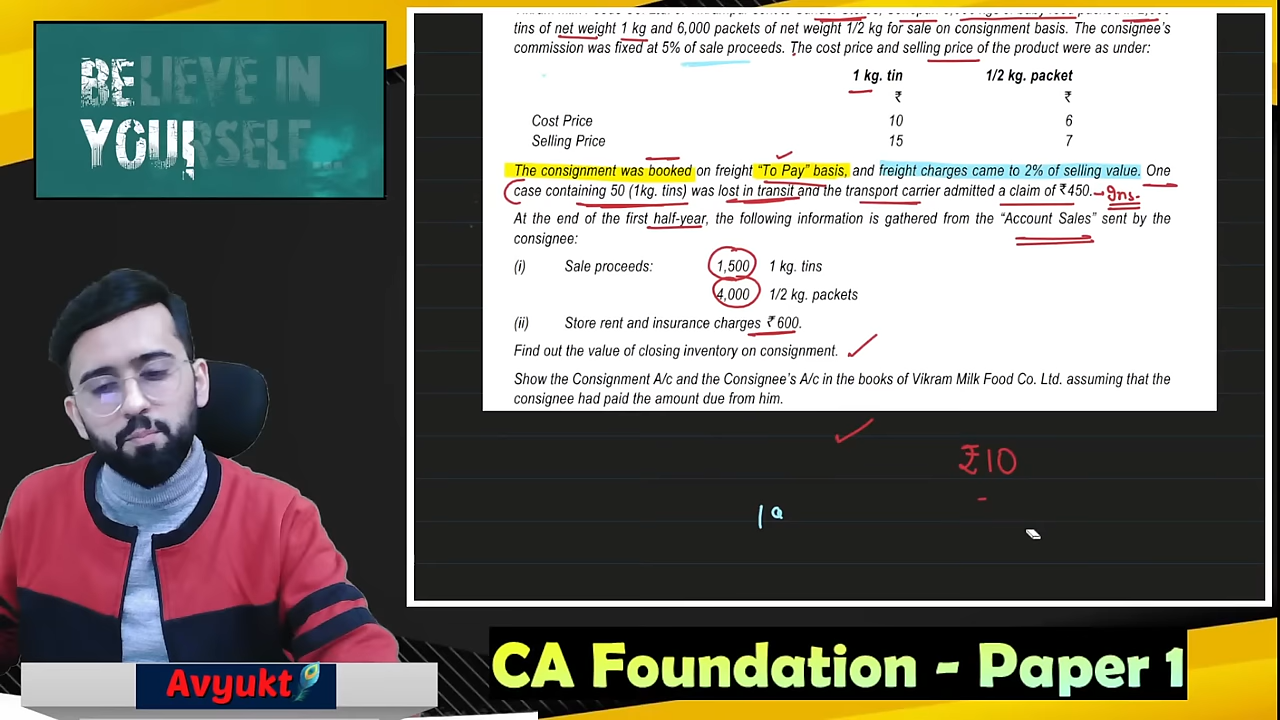 BELIEVE IN
YOURSELF...
tins of net weight 1 kg and 6,000 packets of net weight 1/2 kg for sale on consignment basis. The consignee's
commission was fixed at 5% of sale proceeds. The cost price and selling price of the product were as under:
1 kg. tin 1/2 kg. packet
₹ ₹
Cost Price 10 6
Selling Price 15 7
The consignment was booked on freight “To Pay” basis, and freight charges came to 2% of selling value. One
case containing 50 (1kg. tins) was lost in transit and the transport carrier admitted a claim of ₹450. Ins.
At the end of the first half-year, the following information is gathered from the “Account Sales” sent by the
consignee:
(i) Sale proceeds: 1,500 1 kg. tins
4,000 1/2 kg. packets
(ii) Store rent and insurance charges ₹ 600.
Find out the value of closing inventory on consignment.
Show the Consignment A/c and the Consignee's A/c in the books of Vikram Milk Food Co. Ltd. assuming that the
consignee had paid the amount due from him.
₹10
Avyukt
CA Foundation - Paper 1